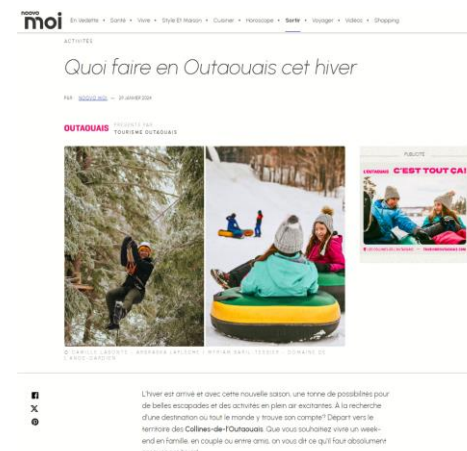 noovo
moi
En Vedette • Santé • Vivre • Style Et Maison • Cuisiner • Horoscope • Sortir • Voyager • Vidéos • Shopping
ACTIVITÉS
Quoi faire en Outaouais cet hiver
PAR NOOVO MOI — 29 JANVIER 2024
OUTAOUAIS PRÉSENTÉ PAR
TOURISME OUTAOUAIS
PUBLICITÉ
L'OUTAOUAIS C'EST TOUT ÇA!
L'hiver est arrivé et avec cette nouvelle saison, une tonne de possibilités pour
de belles escapades et des activités en plein air excitantes. À la recherche
d'une destination où tout le monde y trouve son compte? Départ vers le
territoire des Collines-de-l'Outaouais. Que vous souhaitiez vivre un week-
end en famille, en couple ou entre amis, on vous dit ce qu'il faut absolument